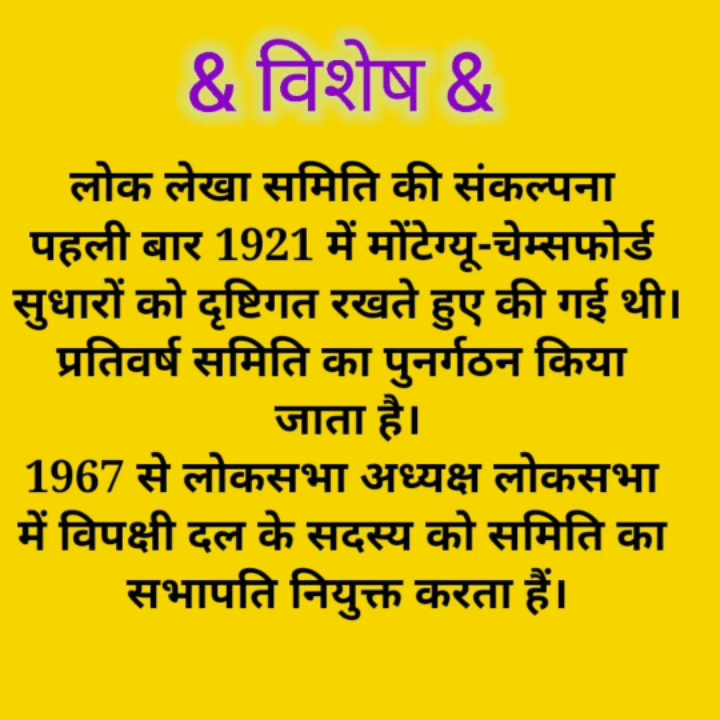 & विशेष &
लोक लेखा समिति की संकल्पना
पहली बार 1921 में मोंटेग्यू-चेम्सफोर्ड
सुधारों को दृष्टिगत रखते हुए की गई थी।
प्रतिवर्ष समिति का पुनर्गठन किया
जाता है।
1967 से लोकसभा अध्यक्ष लोकसभा
में विपक्षी दल के सदस्य को समिति का
सभापति नियुक्त करता हैं।